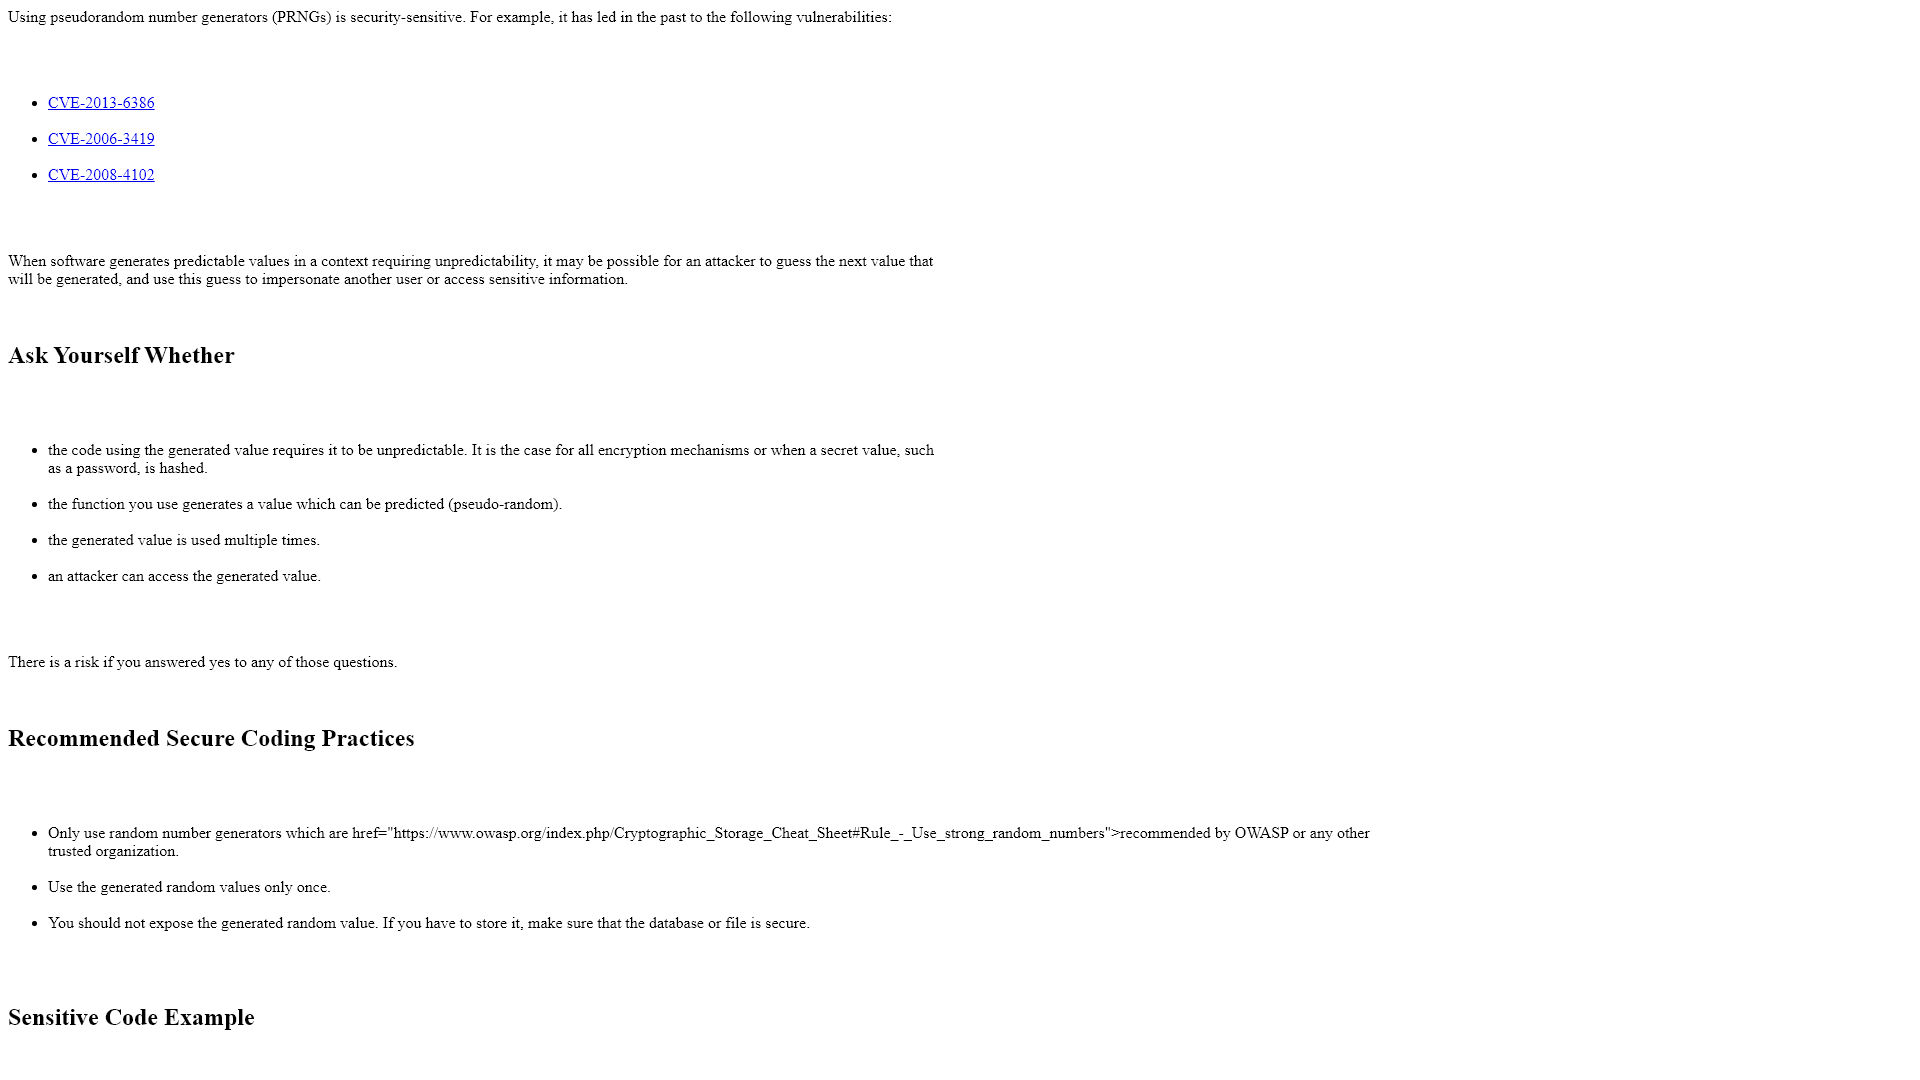 Using pseudorandom number generators (PRNGs) is security-sensitive. For example, it has led in the past to the following vulnerabilities:
• CVE-2013-6386
• CVE-2006-3419
• CVE-2008-4102
When software generates predictable values in a context requiring unpredictability, it may be possible for an attacker to guess the next value that
will be generated, and use this guess to impersonate another user or access sensitive information.
Ask Yourself Whether
• the code using the generated value requires it to be unpredictable. It is the case for all encryption mechanisms or when a secret value, such
as a password, is hashed.
• the function you use generates a value which can be predicted (pseudo-random).
• the generated value is used multiple times.
• an attacker can access the generated value.
There is a risk if you answered yes to any of those questions.
Recommended Secure Coding Practices
• Only use random number generators which are href="https://www.owasp.org/index.php/Cryptographic_Storage_Cheat_Sheet#Rule_-_Use_strong_random_numbers">recommended by OWASP or any other
trusted organization.
• Use the generated random values only once.
• You should not expose the generated random value. If you have to store it, make sure that the database or file is secure.
Sensitive Code Example